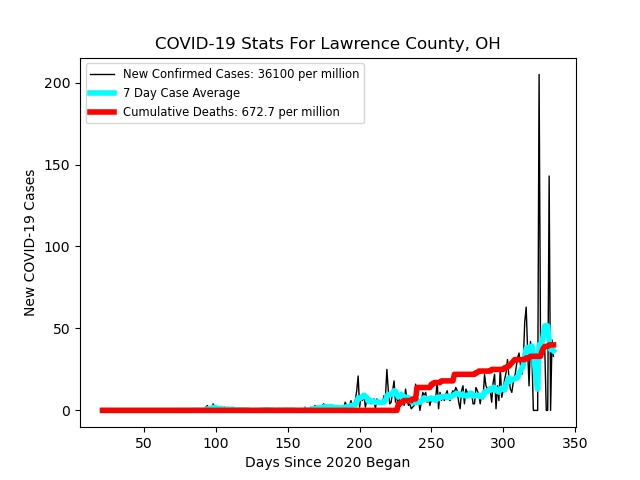 COVID-19 Stats For Lawrence County, OH
New Confirmed Cases: 36100 per million
7 Day Case Average
Cumulative Deaths: 672.7 per million
New COVID-19 Cases
200
150
100
50
0
50 100 150 200 250 300 350
Days Since 2020 Began